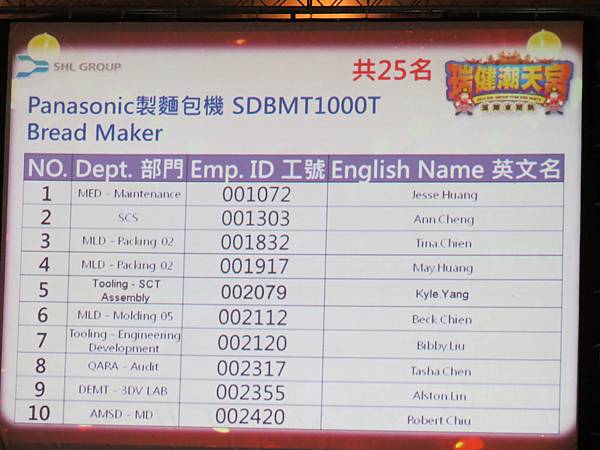 SHL GROUP
共25名
瑞健潮天宮
Panasonic製麵包機 SDBMT1000T
Bread Maker
NO. Dept. 部門 Emp. ID 工號 English Name 英文名
1 MED - Maintenance 001072 Jesse.Huang
2 SCS 001303 Ann.Cheng
3 MLD - Packing 02 001832 Tina.Chien
4 MLD - Packing 02 001917 May.Huang
5 Tooling - SCT Assembly 002079 Kyle.Yang
6 MLD - Molding 05 002112 Beck.Chien
7 Tooling - Engineering Development 002120 Bibby.Liu
8 QARA - Audit 002317 Tasha.Chen
9 DEMT - 3DV LAB 002355 Alston.Lin
10 AMSD - MD 002420 Robert.Chiu